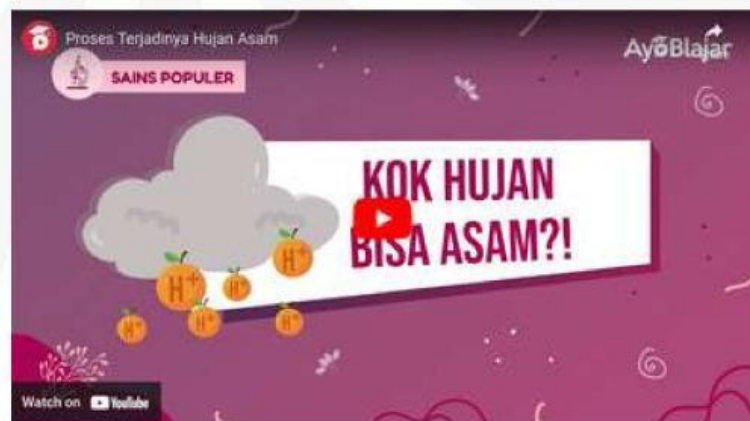 Proses Terjadinya Hujan Asam
AyoBlajar
SAINS POPULER
KOK HUJAN
BISA ASAM?!
H+
H+
H+
H+
H+
H+
Watch on YouTube